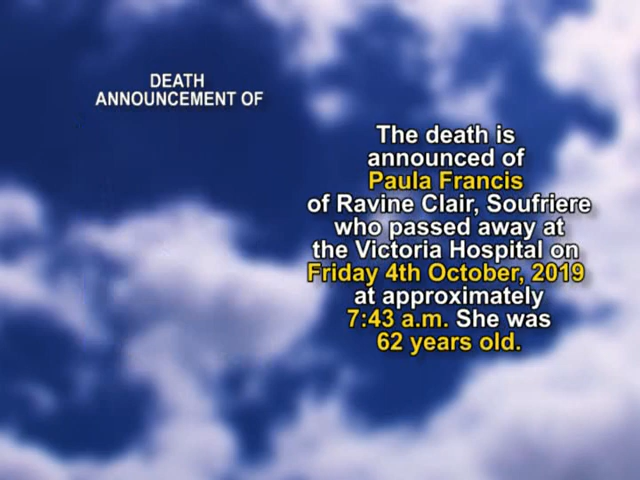 DEATH
ANNOUNCEMENT OF
The death is
announced of
Paula Francis
of Ravine Clair, Soufriere
who passed away at
the Victoria Hospital on
Friday 4th October, 2019
at approximately
7:43 a.m. She was
62 years old.